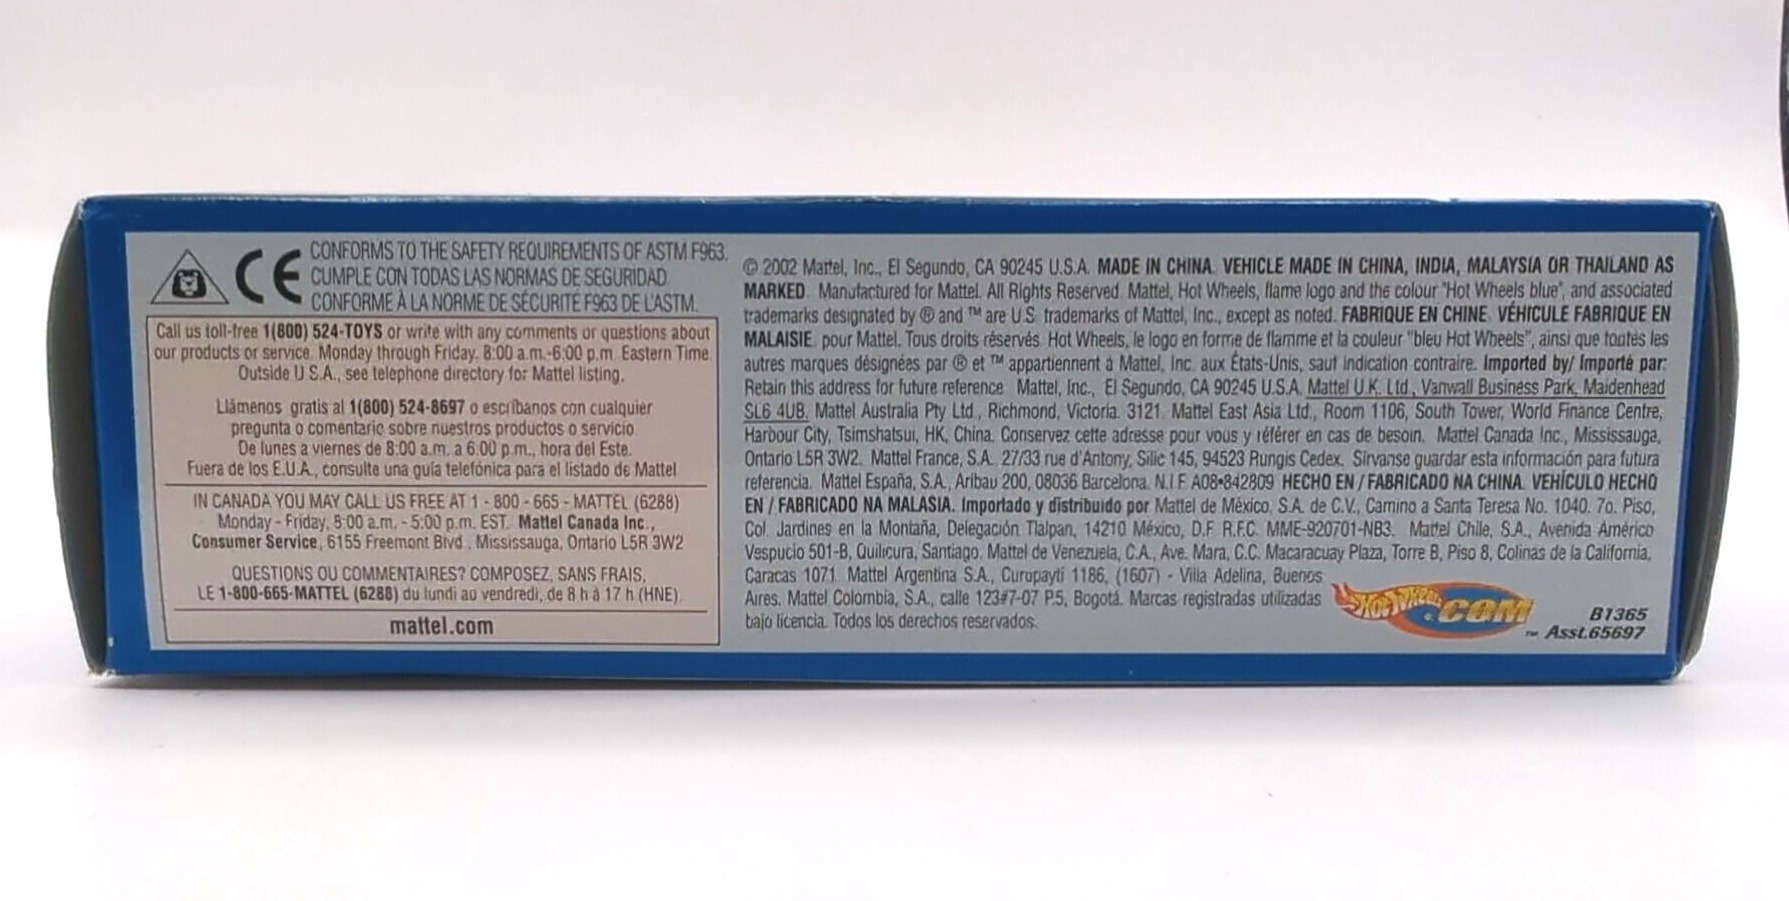 CE
CONFORMS TO THE SAFETY REQUIREMENTS OF ASTM F963.
CUMPLE CON TODAS LAS NORMAS DE SEGURIDAD
CONFORME À LA NORME DE SÉCURITÉ F963 DE L'ASTM.
Call us toll-free 1(800) 524-TOYS or write with any comments or questions about
our products or service. Monday through Friday. 8:00 a.m.-6:00 p.m. Eastern Time.
Outside U.S.A., see telephone directory for Mattel listing.
Llámenos gratis al 1(800) 524-8697 o escríbanos con cualquier
pregunta o comentario sobre nuestros productos o servicio.
De lunes a viernes de 8:00 a.m. a 6:00 p.m., hora del Este.
Fuera de los E.U.A., consulte una guía telefónica para el listado de Mattel
IN CANADA YOU MAY CALL US FREE AT 1 - 800 - 665 - MATTEL (6288)
Monday - Friday, 8:00 a.m. - 5:00 p.m. EST. Mattel Canada Inc.,
Consumer Service, 6155 Freemont Blvd., Mississauga, Ontario L5R 3W2
QUESTIONS OU COMMENTAIRES? COMPOSEZ, SANS FRAIS,
LE 1-800-665-MATTEL (6288) du lundi au vendredi, de 8 h à 17 h (HNE).
mattel.com
© 2002 Mattel, Inc., El Segundo, CA 90245 U.S.A. MADE IN CHINA. VEHICLE MADE IN CHINA, INDIA, MALAYSIA OR THAILAND AS
MARKED. Manufactured for Mattel. All Rights Reserved. Mattel, Hot Wheels, flame logo and the colour "Hot Wheels blue", and associated
trademarks designated by ® and ™ are U.S. trademarks of Mattel, Inc., except as noted. FABRIQUÉ EN CHINE. VÉHICULE FABRIQUÉ EN
MALAISIE. pour Mattel. Tous droits réservés. Hot Wheels, le logo en forme de flamme et la couleur "bleu Hot Wheels", ainsi que toutes les
autres marques désignées par ® et ™ appartiennent à Mattel, Inc. aux États-Unis, sauf indication contraire. Imported by/ Importé par:
Retain this address for future reference. Mattel, Inc., El Segundo, CA 90245 U.S.A. Mattel U.K. Ltd., Vanwall Business Park, Maidenhead
SL6 4UB. Mattel Australia Pty Ltd., Richmond, Victoria. 3121. Mattel East Asia Ltd., Room 1106, South Tower, World Finance Centre,
Harbour City, Tsimshatsui, HK, China. Conservez cette adresse pour vous y référer en cas de besoin. Mattel Canada Inc., Mississauga,
Ontario L5R 3W2. Mattel France, S.A. 27/33 rue d'Antony, Silic 145, 94523 Rungis Cedex. Sírvanse guardar esta información para futura
referencia. Mattel España, S.A., Aribau 200, 08036 Barcelona. N.I.F. A08•842809 HECHO EN / FABRICADO NA CHINA. VEHÍCULO HECHO
EN / FABRICADO NA MALASIA. Importado y distribuido por Mattel de México, S.A. de C.V., Camino a Santa Teresa No. 1040. 7o. Piso,
Col. Jardines en la Montaña, Delegación Tlalpan, 14210 México, D.F. R.F.C. MME-920701-NB3. Mattel Chile, S.A., Avenida Américo
Vespucio 501-B, Quilicura, Santiago. Mattel de Venezuela, C.A., Ave. Mara, C.C. Macaracuay Plaza, Torre B, Piso 8, Colinas de la California,
Caracas 1071. Mattel Argentina S.A., Curupaytí 1186, (1607) - Villa Adelina, Buenos
Aires. Mattel Colombia, S.A., calle 123#7-07 P.5, Bogotá. Marcas registradas utilizadas
bajo licencia. Todos los derechos reservados.
HOT WHEELS.COM
™
B1365
Asst.65697